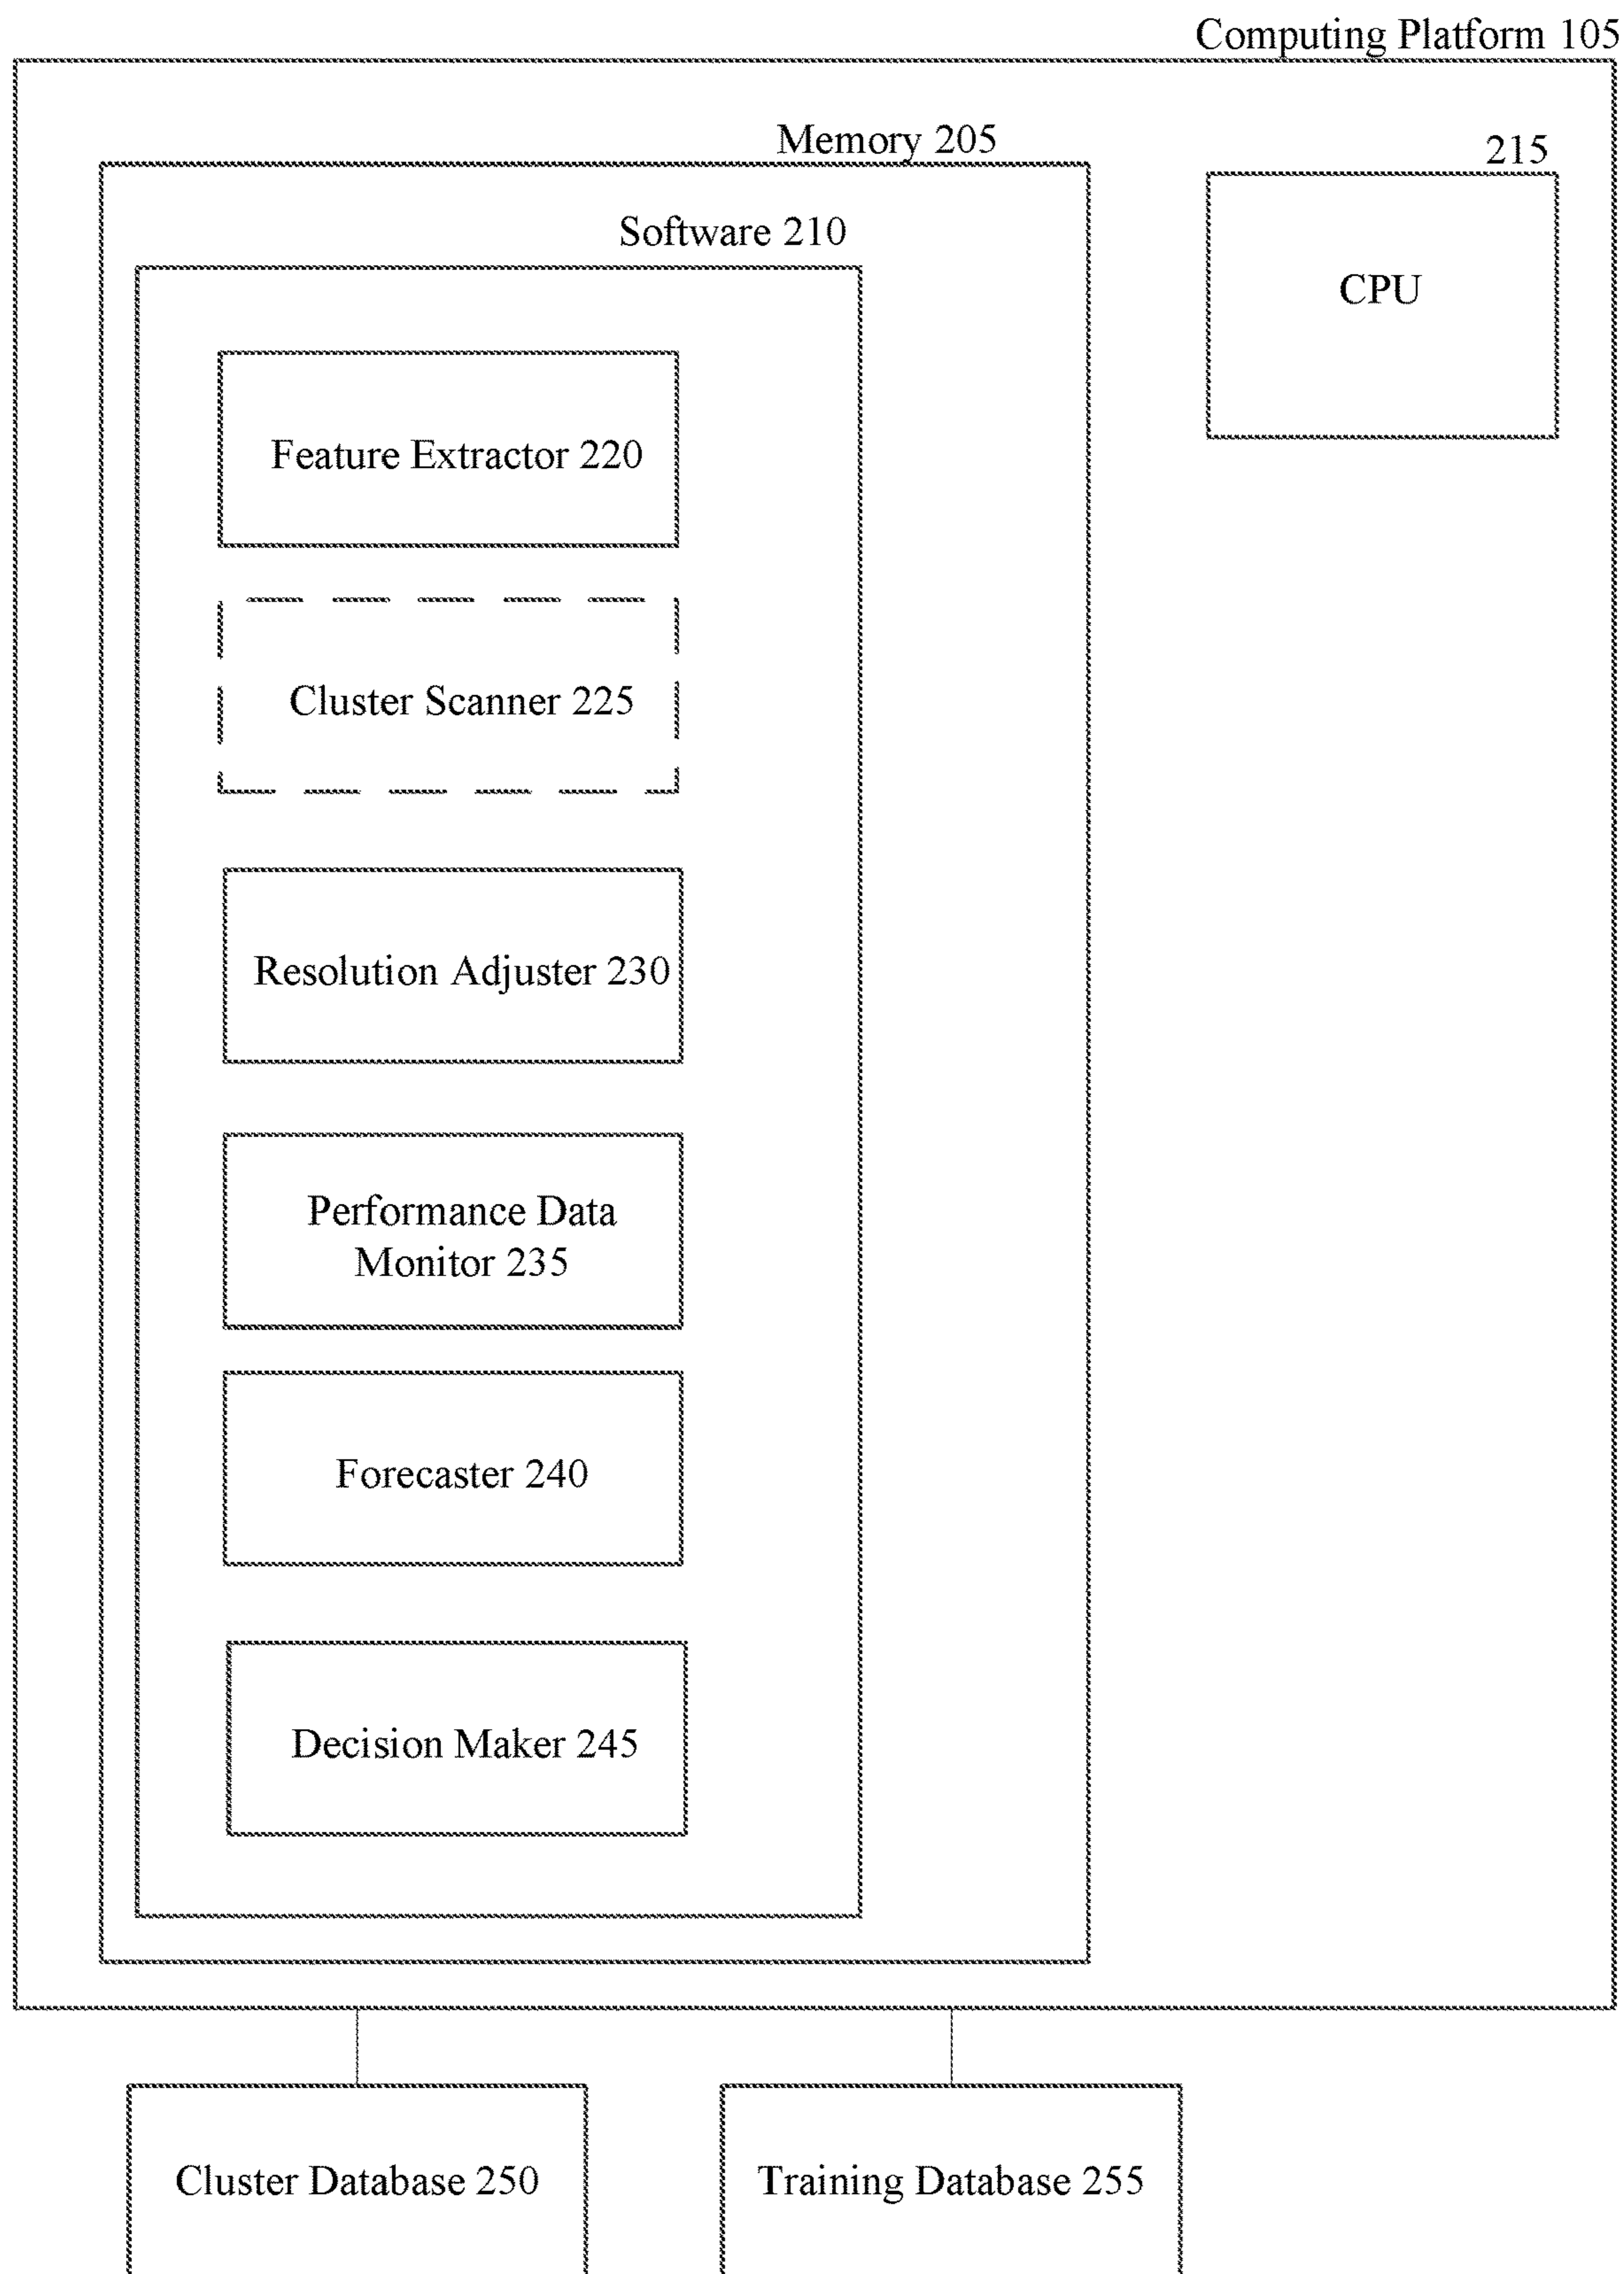 Computing Platform 105
Memory 205
215
Software 210
CPU
Feature Extractor 220
Cluster Scanner 225
Resolution Adjuster 230
Performance Data
Monitor 235
Forecaster 240
Decision Maker 245
Cluster Database 250
Training Database 255